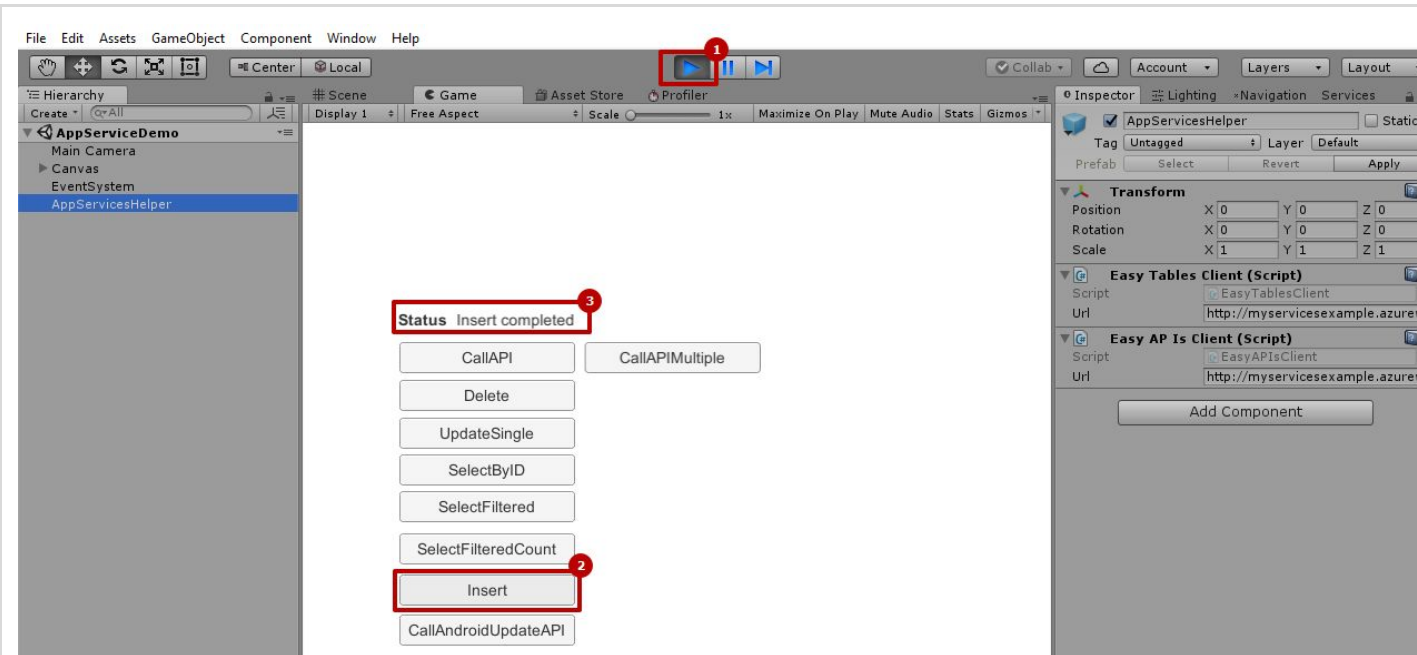 File Edit Assets GameObject Component Window Help
1
Center Local Collab Account Layers Layout
Hierarchy # Scene Game Asset Store Profiler Inspector Lighting Navigation Services
Create All Display 1 Free Aspect Scale 1x Maximize On Play Mute Audio Stats Gizmos AppServicesHelper Static
AppServiceDemo
Main Camera Tag Untagged Layer Default
Canvas Prefab Select Revert Apply
EventSystem Transform
AppServicesHelper Position X 0 Y 0 Z 0
Rotation X 0 Y 0 Z 0
Scale X 1 Y 1 Z 1
Easy Tables Client (Script)
Script EasyTablesClient
3
Status Insert completed Url http://myservicesexample.azure
Easy AP Is Client (Script)
CallAPI CallAPIMultiple Script EasyAPIsClient
Url http://myservicesexample.azure
Delete
Add Component
UpdateSingle
SelectByID
SelectFiltered
SelectFilteredCount
2
Insert
CallAndroidUpdateAPI